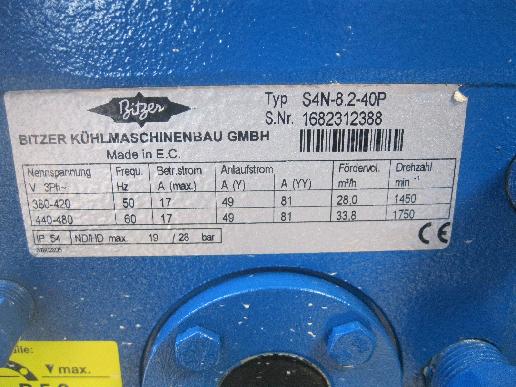 Bitzer
Typ S4N-8.2-40P
S.Nr. 1682312388
BITZER KÜHLMASCHINENBAU GMBH
Made in E.C.
Nennspannung Frequ. Betr.strom Anlaufstrom Fördervol. Drehzahl
V 3Ph~ Hz A (max.) A (Y) A (YY) m³/h min⁻¹
380-420 50 17 49 81 28.0 1450
440-480 60 17 49 81 33.8 1750
IP 54 ND/HD max. 19 / 28 bar
CE
max.